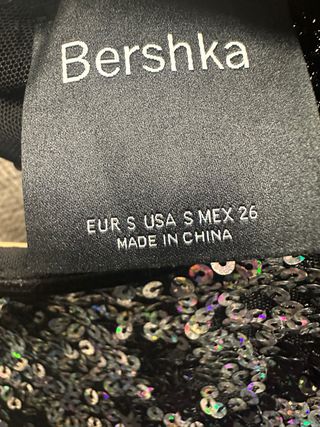 Bershka
EUR S USA S MEX 26
MADE IN CHINA